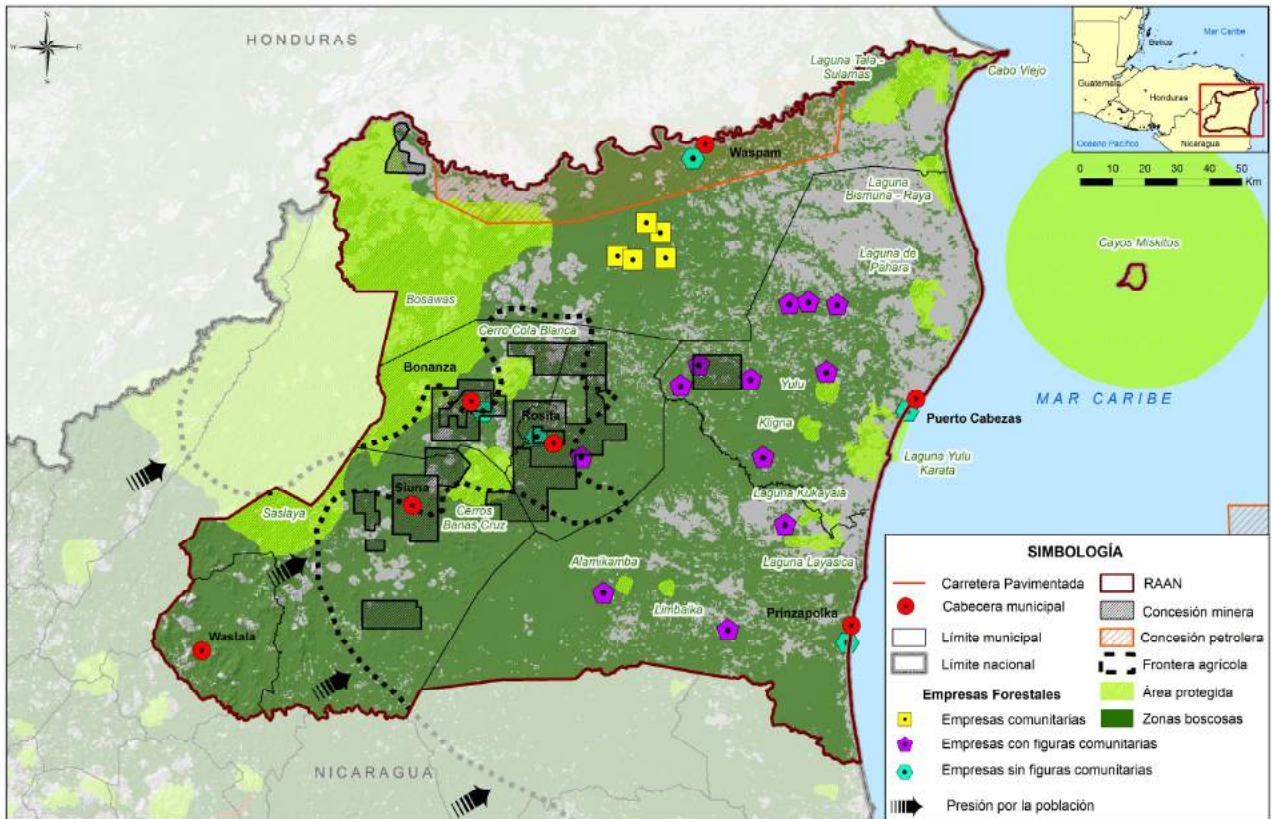 HONDURAS
Laguna Tala -
Sulamas
Cabo Viejo
Belice
Mar Caribe
Guatemala
Honduras
Océano Pacífico
Nicaragua
0 10 20 30 40 50
Km
Waspam
Laguna
Bismuna - Raya
Laguna de
Pahara
Cayos Miskitos
Bosawas
Cerro Cola Blanca
Bonanza
Rosita
Yulu
Kligna
Puerto Cabezas
MAR CARIBE
Laguna Yulu
Karata
Siuna
Cerros
Banas Cruz
Saslaya
Laguna Kukayala
Laguna Layasica
Alamikamba
Limbaika
Prinzapolka
Waslala
NICARAGUA
N
W
E
S
SIMBOLOGÍA
Carretera Pavimentada
Cabecera municipal
Límite municipal
Límite nacional
Empresas Forestales
Empresas comunitarias
Empresas con figuras comunitarias
Empresas sin figuras comunitarias
Presión por la población
RAAN
Concesión minera
Concesión petrolera
Frontera agrícola
Área protegida
Zonas boscosas